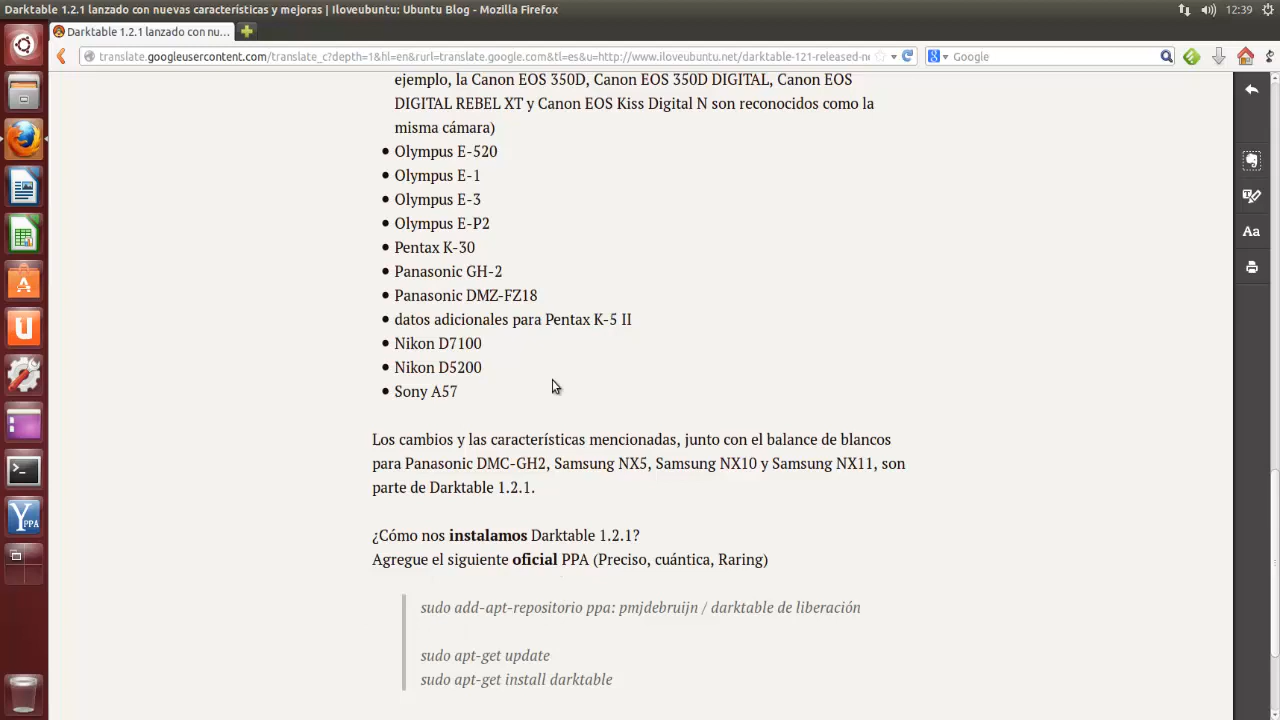 Darktable 1.2.1 lanzado con nuevas características y mejoras | Iloveubuntu: Ubuntu Blog - Mozilla Firefox
12:39
Darktable 1.2.1 lanzado con nu...
translate.googleusercontent.com/translate_c?depth=1&hl=en&rurl=translate.google.com&tl=es&u=http://www.iloveubuntu.net/darktable-121-released-ne
Google
ejemplo, la Canon EOS 350D, Canon EOS 350D DIGITAL, Canon EOS
DIGITAL REBEL XT y Canon EOS Kiss Digital N son reconocidos como la
misma cámara)
Olympus E-520
Olympus E-1
Olympus E-3
Olympus E-P2
Pentax K-30
Panasonic GH-2
Panasonic DMZ-FZ18
datos adicionales para Pentax K-5 II
Nikon D7100
Nikon D5200
Sony A57
Los cambios y las características mencionadas, junto con el balance de blancos
para Panasonic DMC-GH2, Samsung NX5, Samsung NX10 y Samsung NX11, son
parte de Darktable 1.2.1.
¿Cómo nos instalamos Darktable 1.2.1?
Agregue el siguiente oficial PPA (Preciso, cuántica, Raring)
sudo add-apt-repositorio ppa: pmjdebruijn / darktable de liberación
sudo apt-get update
sudo apt-get install darktable
Aa
Y PPA